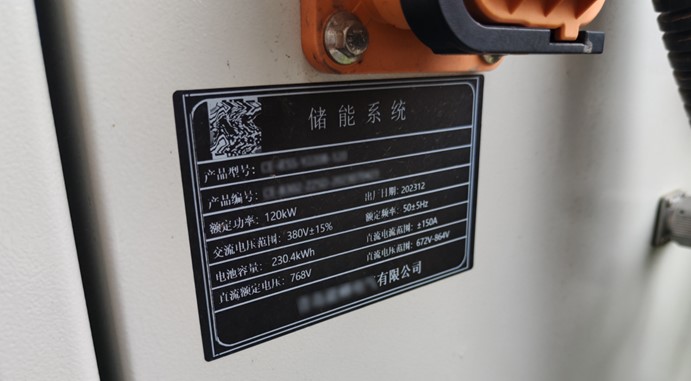 储能系统
产品型号:
产品编号:
额定功率: 120kW 出厂日期: 202312
交流电压范围: 380V±15% 额定频率: 50±5Hz
电池容量: 230.4kWh 直流电流范围: ±150A
直流额定电压: 768V 直流电压范围: 672V-864V
有限公司